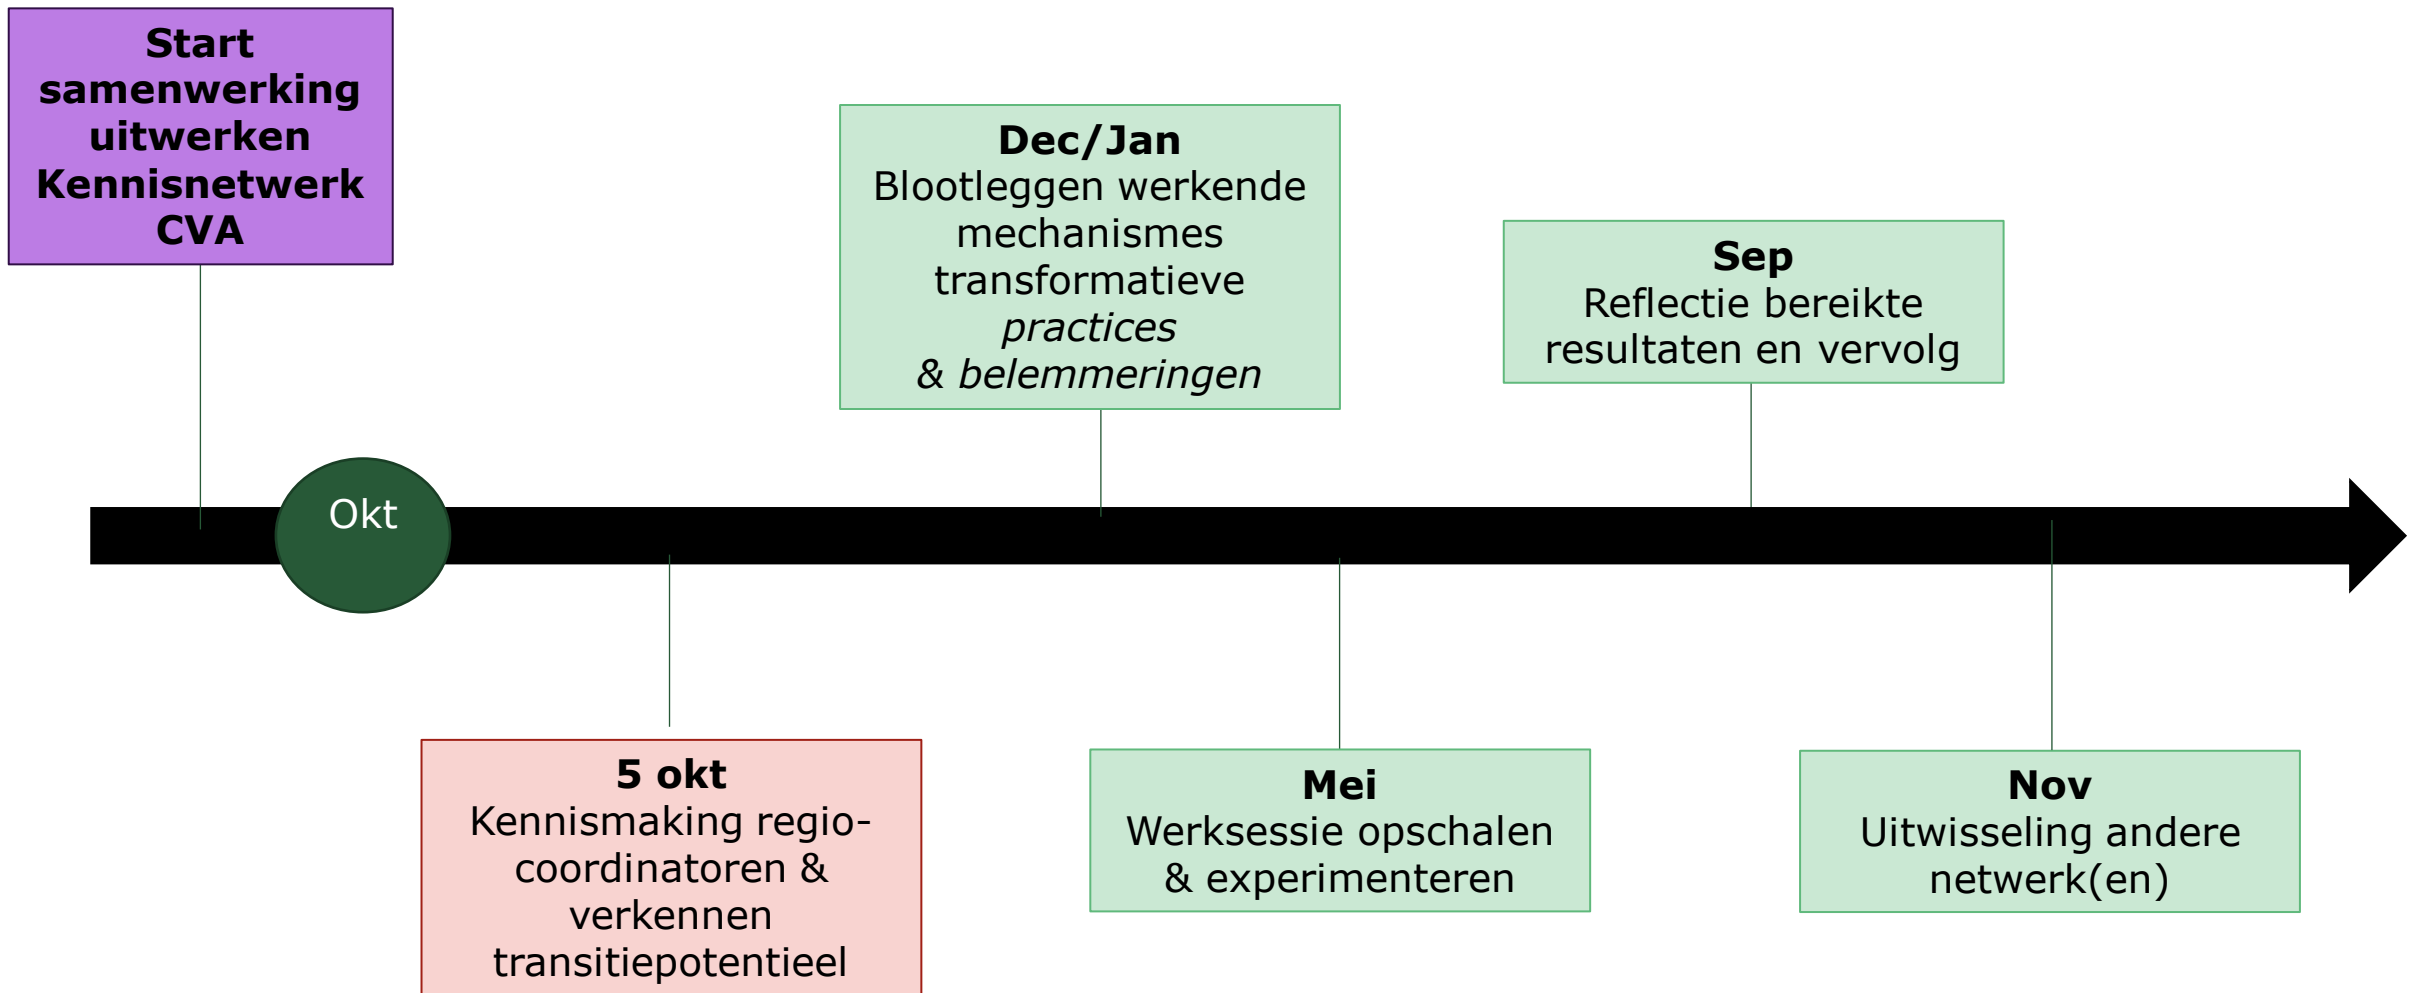 Start
samenwerking
uitwerken
Kennisnetwerk
CVA
Dec/Jan
Blootleggen werkende
mechanismes
transformatieve
practices
& belemmeringen
Sep
Reflectie bereikte
resultaten en vervolg
Okt
5 okt
Kennismaking regio-
coordinatoren &
verkennen
transitiepotentieel
Mei
Werksessie opschalen
& experimenteren
Nov
Uitwisseling andere
netwerk(en)